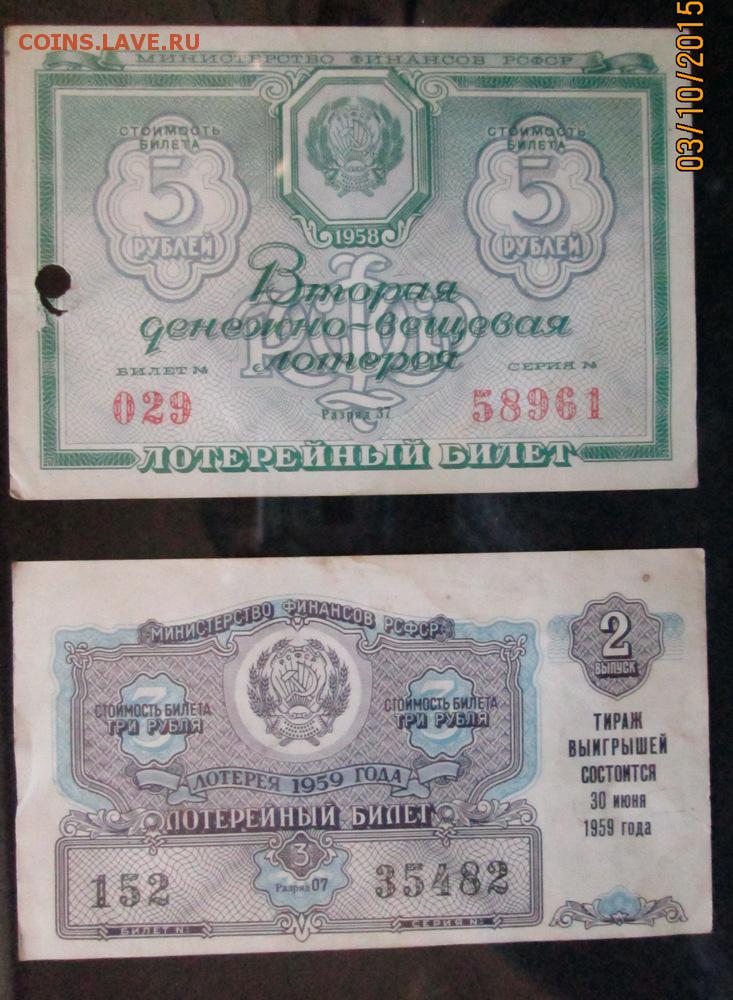 COINS.LAVE.RU
03/10/2015
МИНИСТЕРСТВО ФИНАНСОВ РСФСР
СТОИМОСТЬ БИЛЕТА
5
РУБЛЕЙ
СТОИМОСТЬ БИЛЕТА
5
РУБЛЕЙ
1958
Вторая
денежно-вещевая
лотерея
БИЛЕТ № СЕРИЯ №
029 58961
Разряд 37
ЛОТЕРЕЙНЫЙ БИЛЕТ
МИНИСТЕРСТВО ФИНАНСОВ РСФСР
РСФСР
СТОИМОСТЬ БИЛЕТА
ТРИ РУБЛЯ
3
СТОИМОСТЬ БИЛЕТА
ТРИ РУБЛЯ
3
ЛОТЕРЕЯ 1959 ГОДА
ЛОТЕРЕЙНЫЙ БИЛЕТ
3
Разряд 07
152 35482
БИЛЕТ №: СЕРИЯ №:
2
ВЫПУСК
ТИРАЖ
ВЫИГРЫШЕЙ
СОСТОИТСЯ
30 июня
1959 года